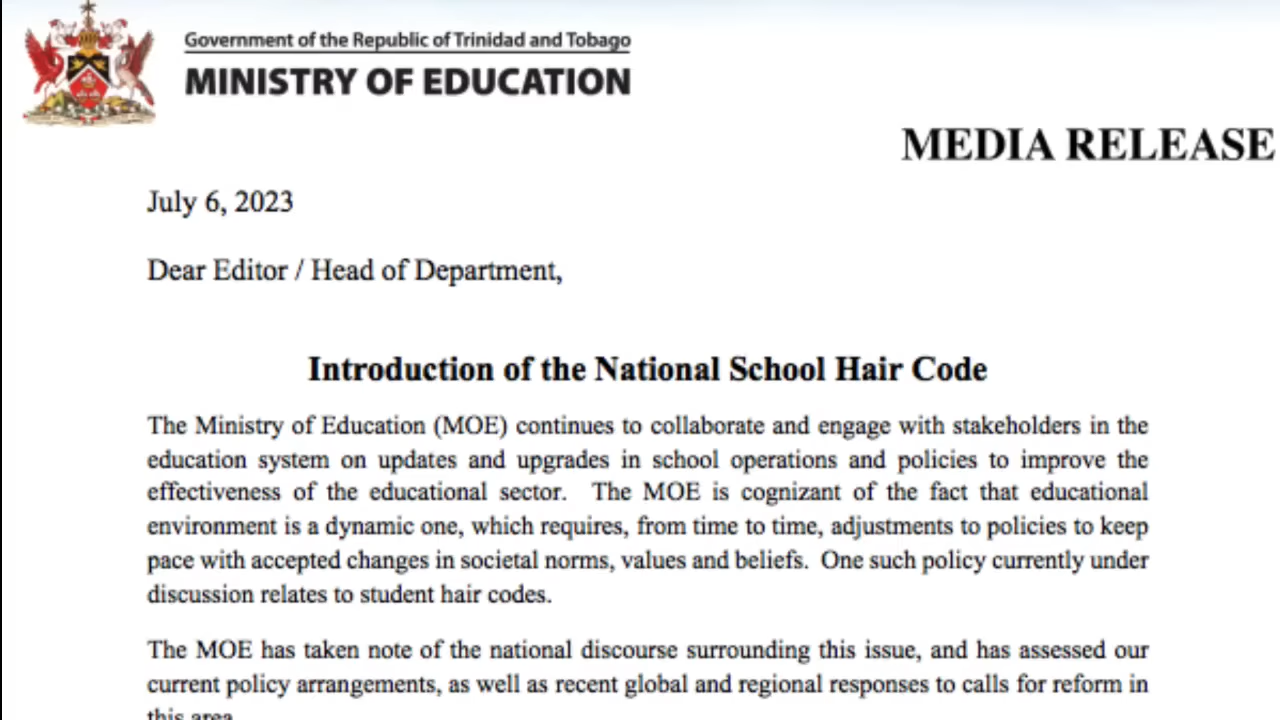 Government of the Republic of Trinidad and Tobago
MINISTRY OF EDUCATION
MEDIA RELEASE
July 6, 2023
Dear Editor / Head of Department,
Introduction of the National School Hair Code
The Ministry of Education (MOE) continues to collaborate and engage with stakeholders in the
education system on updates and upgrades in school operations and policies to improve the
effectiveness of the educational sector. The MOE is cognizant of the fact that educational
environment is a dynamic one, which requires, from time to time, adjustments to policies to keep
pace with accepted changes in societal norms, values and beliefs. One such policy currently under
discussion relates to student hair codes.
The MOE has taken note of the national discourse surrounding this issue, and has assessed our
current policy arrangements, as well as recent global and regional responses to calls for reform in
this area